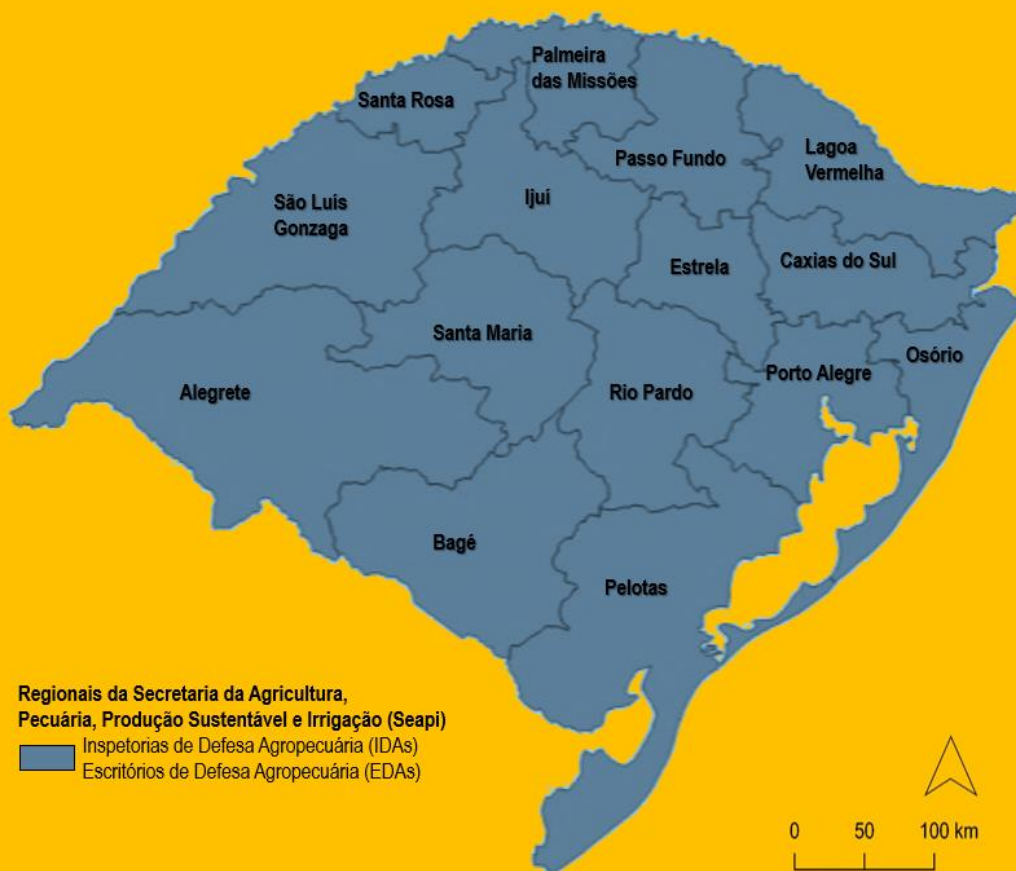 Palmeira
das Missões
Santa Rosa
Passo Fundo
Lagoa
Vermelha
São Luís
Gonzaga
Ijuí
Estrela
Caxias do Sul
Santa Maria
Osório
Alegrete
Rio Pardo
Porto Alegre
Bagé
Pelotas
Regionais da Secretaria da Agricultura,
Pecuária, Produção Sustentável e Irrigação (Seapi)
Inspetorias de Defesa Agropecuária (IDAs)
Escritórios de Defesa Agropecuária (EDAs)
0 50 100 km